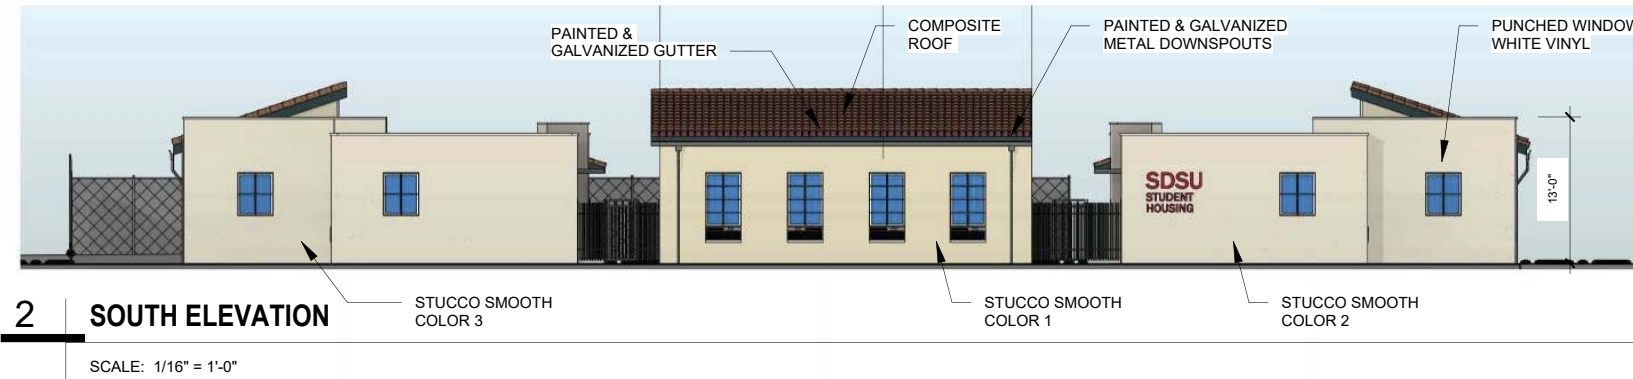 PAINTED &
GALVANIZED GUTTER
COMPOSITE
ROOF
PAINTED & GALVANIZED
METAL DOWNSPOUTS
PUNCHED WINDOW
WHITE VINYL
SDSU
STUDENT
HOUSING
13'-0"
STUCCO SMOOTH
COLOR 3
STUCCO SMOOTH
COLOR 1
STUCCO SMOOTH
COLOR 2
2
SOUTH ELEVATION
SCALE: 1/16" = 1'-0"